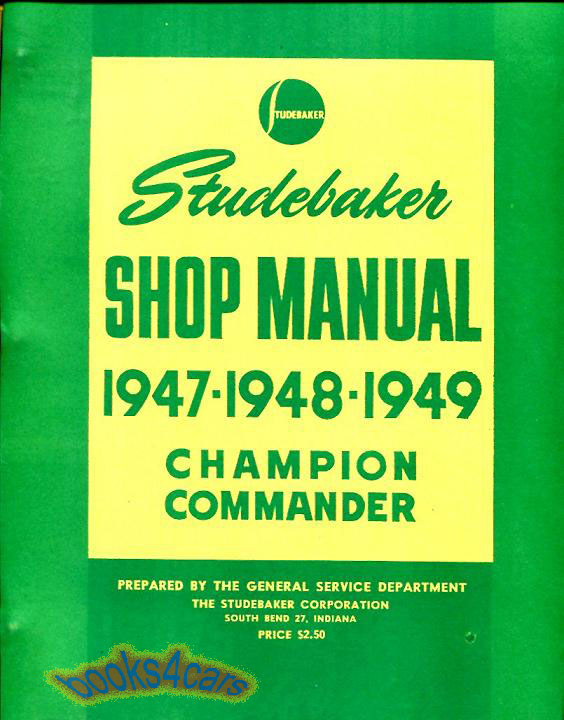 STUDEBAKER
Studebaker
SHOP MANUAL
1947·1948·1949
CHAMPION
COMMANDER
PREPARED BY THE GENERAL SERVICE DEPARTMENT
THE STUDEBAKER CORPORATION
SOUTH BEND 27, INDIANA
PRICE $2.50
books4cars